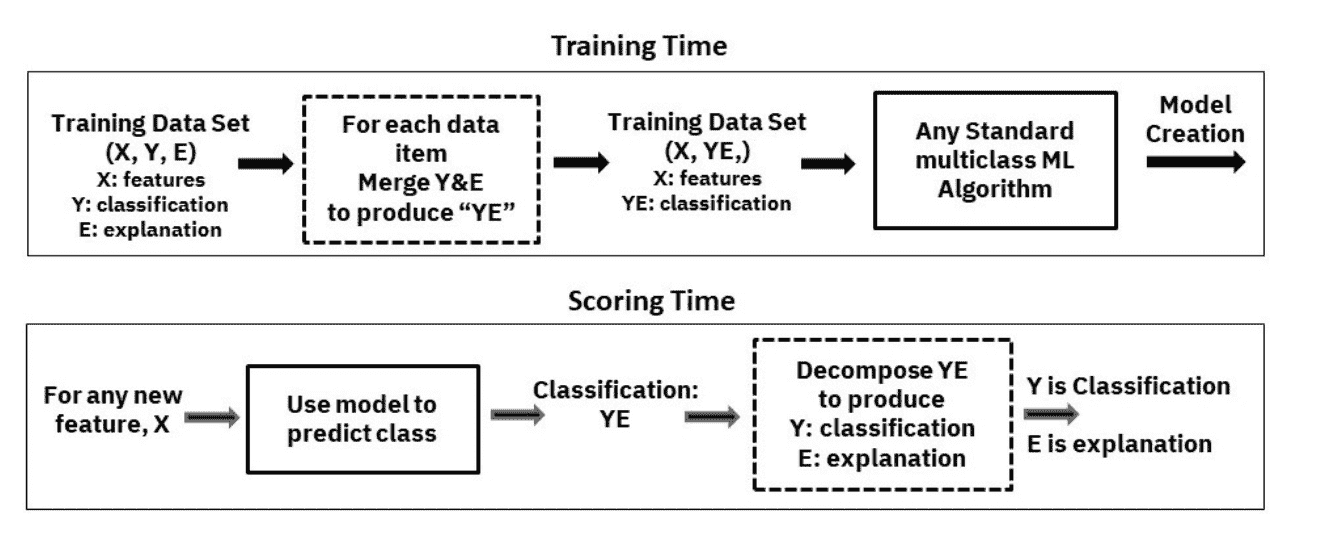 Training Time
Training Data Set
(X, Y, E)
X: features
Y: classification
E: explanation
For each data
item
Merge Y&E
to produce “YE”
Training Data Set
(X, YE,)
X: features
YE: classification
Any Standard
multiclass ML
Algorithm
Model
Creation
Scoring Time
For any new
feature, X
Use model to
predict class
Classification:
YE
Decompose YE
to produce
Y: classification
E: explanation
Y is Classification
E is explanation